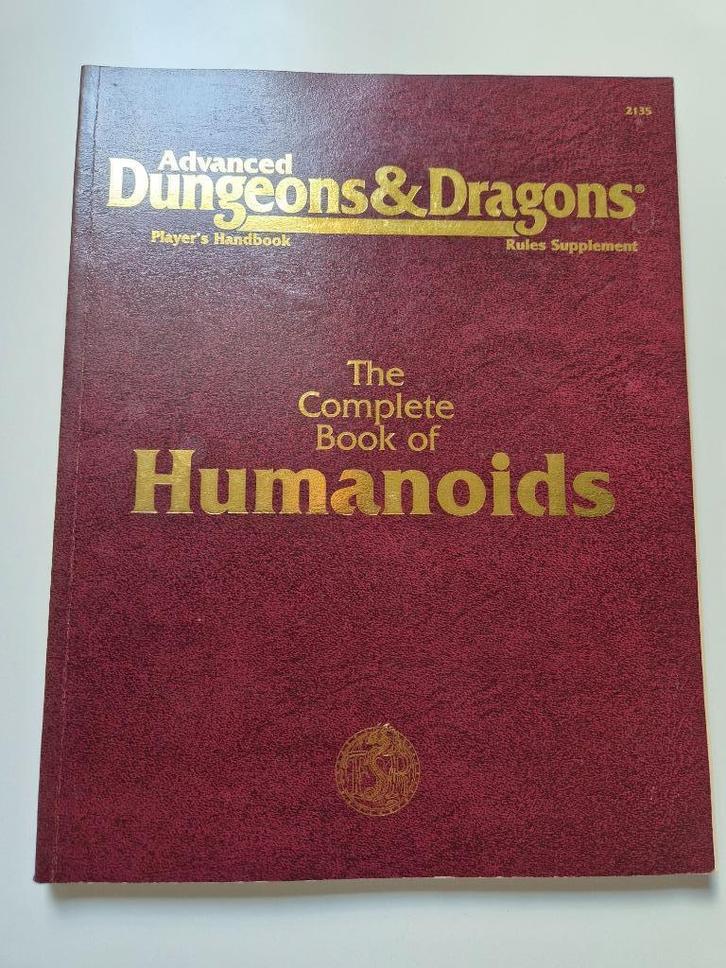 2135
Advanced
Dungeons & Dragons®
Player's Handbook
Rules Supplement
The
Complete
Book of
Humanoids
TSR